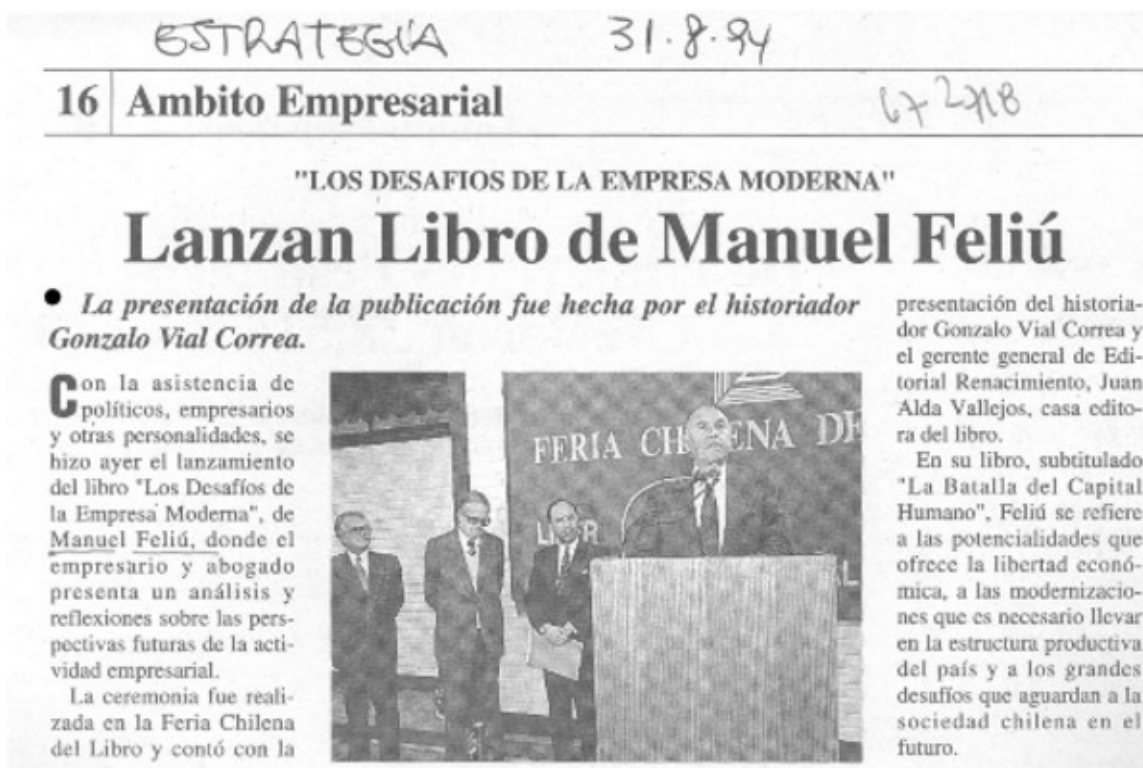 ESTRATEGIA 31.8.94
16 Ambito Empresarial
"LOS DESAFIOS DE LA EMPRESA MODERNA"
Lanzan Libro de Manuel Feliú
• La presentación de la publicación fue hecha por el historiador
Gonzalo Vial Correa.
Con la asistencia de
políticos, empresarios
y otras personalidades, se
hizo ayer el lanzamiento
del libro "Los Desafíos de
la Empresa Moderna", de
Manuel Feliú, donde el
empresario y abogado
presenta un análisis y
reflexiones sobre las pers-
pectivas futuras de la acti-
vidad empresarial.
La ceremonia fue reali-
zada en la Feria Chilena
del Libro y contó con la
FERIA CHILENA DE
presentación del historia-
dor Gonzalo Vial Correa y
el gerente general de Edi-
torial Renacimiento, Juan
Alda Vallejos, casa edito-
ra del libro.
En su libro, subtitulado
"La Batalla del Capital
Humano", Feliú se refiere
a las potencialidades que
ofrece la libertad econó-
mica, a las modernizacio-
nes que es necesario llevar
en la estructura productiva
del país y a los grandes
desafíos que aguardan a la
sociedad chilena en el
futuro.